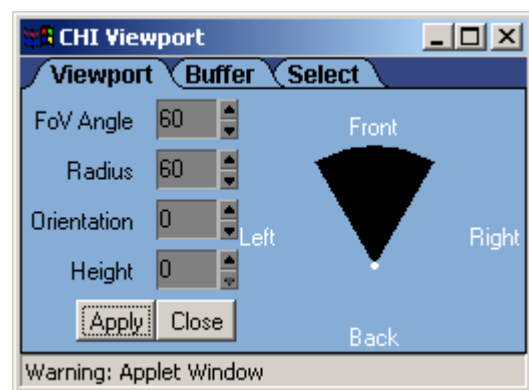 CHI Viewport
Viewport Buffer Select
FoV Angle 60
Radius 60
Orientation 0
Height 0
Apply Close
Front
Left Right
Back
Warning: Applet Window